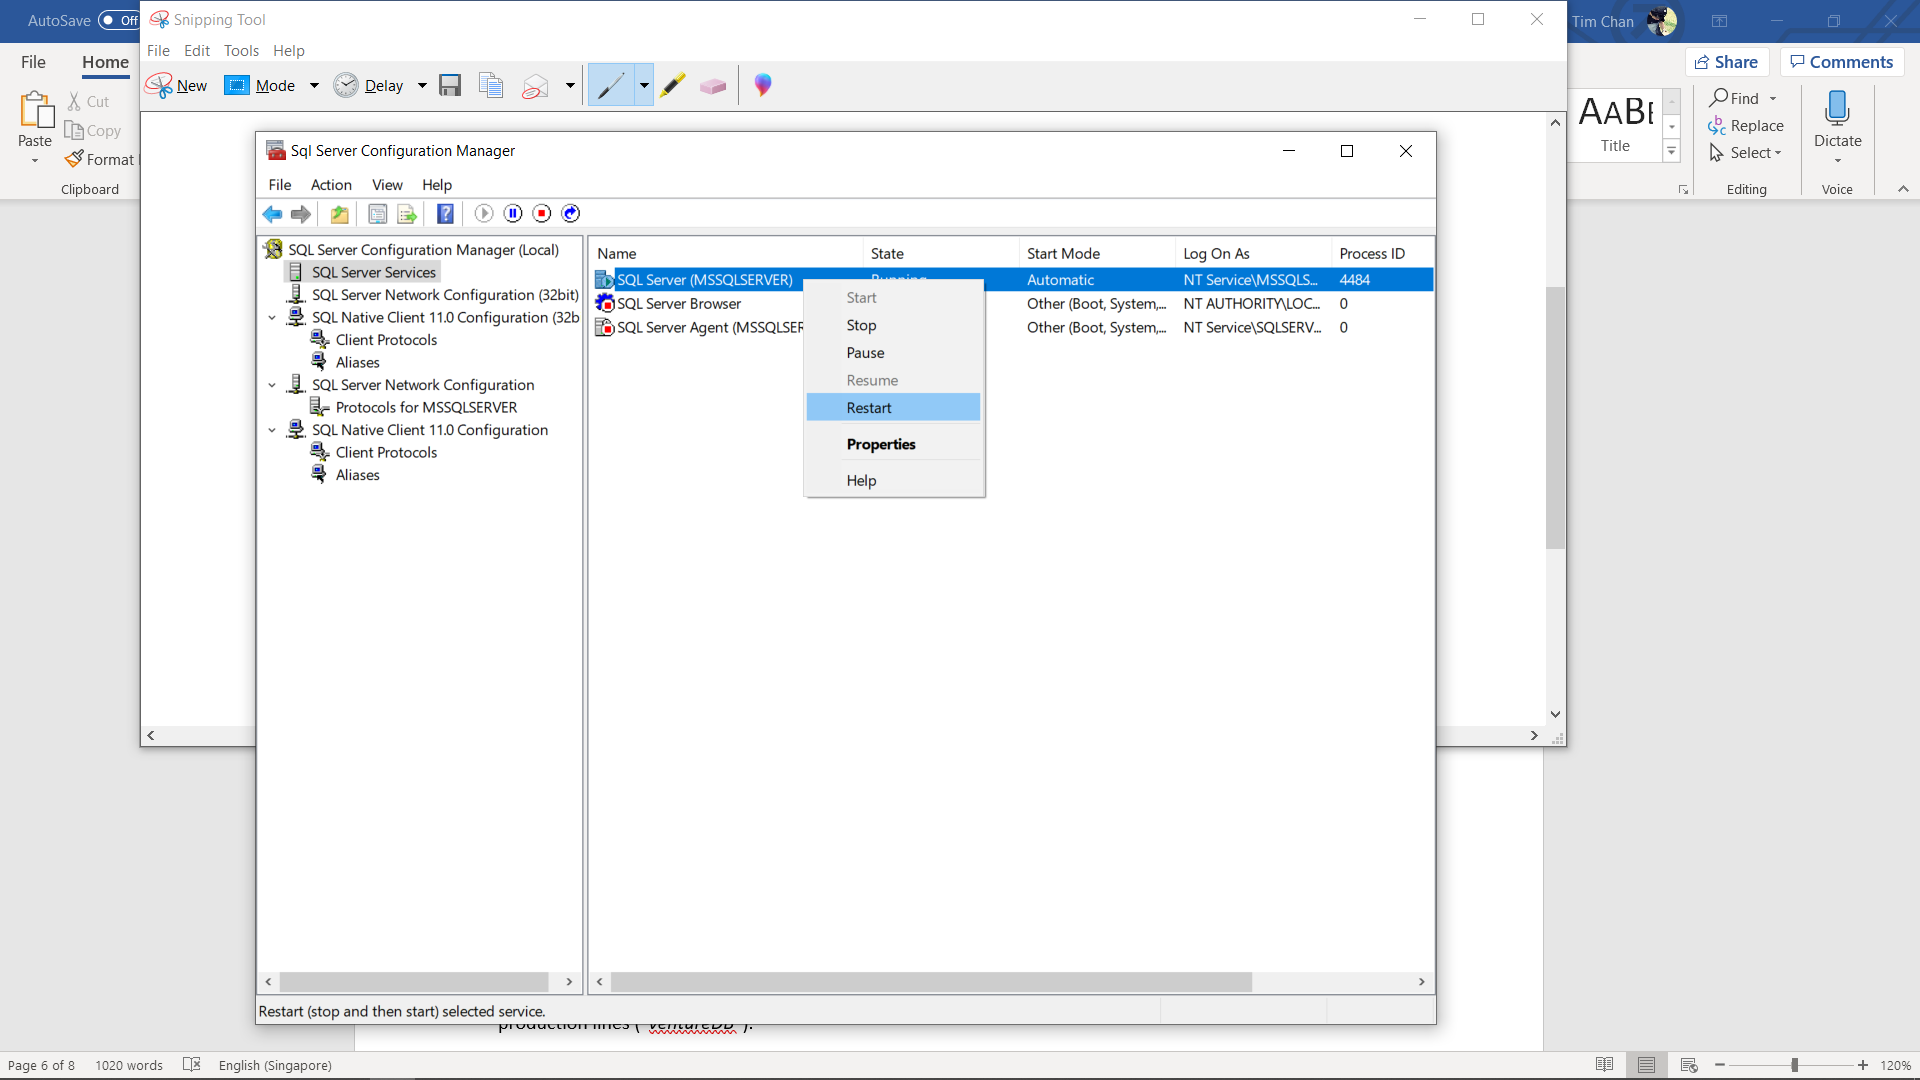 AutoSave Off
Snipping Tool
Tim Chan
File Edit Tools Help
File Home
Share Comments
New Mode Delay
Paste
Cut
Copy
Format
Clipboard
AABE
Title
Find
Replace
Select
Editing
Dictate
Voice
Sql Server Configuration Manager
File Action View Help
SQL Server Configuration Manager (Local)
SQL Server Services
SQL Server Network Configuration (32bit)
SQL Native Client 11.0 Configuration (32b
Client Protocols
Aliases
SQL Server Network Configuration
Protocols for MSSQLSERVER
SQL Native Client 11.0 Configuration
Client Protocols
Aliases
Name State Start Mode Log On As Process ID
SQL Server (MSSQLSERVER) Running Automatic NT Service\MSSQLS... 4484
SQL Server Browser Other (Boot, System,... NT AUTHORITY\LOC... 0
SQL Server Agent (MSSQLSER Other (Boot, System,... NT Service\SQLSERV... 0
Start
Stop
Pause
Resume
Restart
Properties
Help
Restart (stop and then start) selected service.
production lines ("ventureDB").
Page 6 of 8 1020 words English (Singapore) 120%